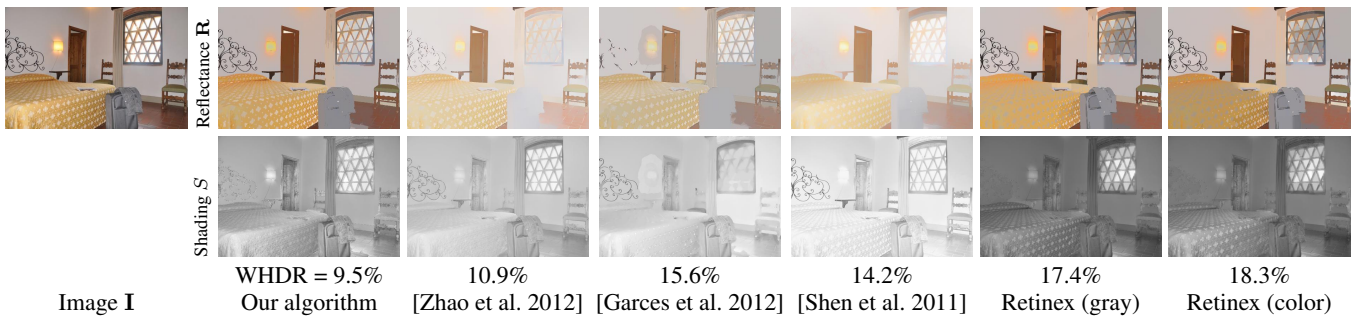 Reflectance R
Shading S
WHDR = 9.5% 10.9% 15.6% 14.2% 17.4% 18.3%
Image I Our algorithm [Zhao et al. 2012] [Garces et al. 2012] [Shen et al. 2011] Retinex (gray) Retinex (color)